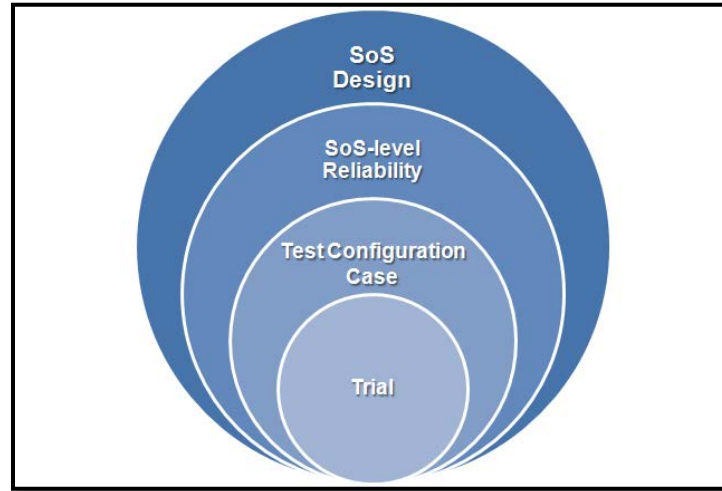 SoS
Design
SoS-level
Reliability
Test Configuration
Case
Trial